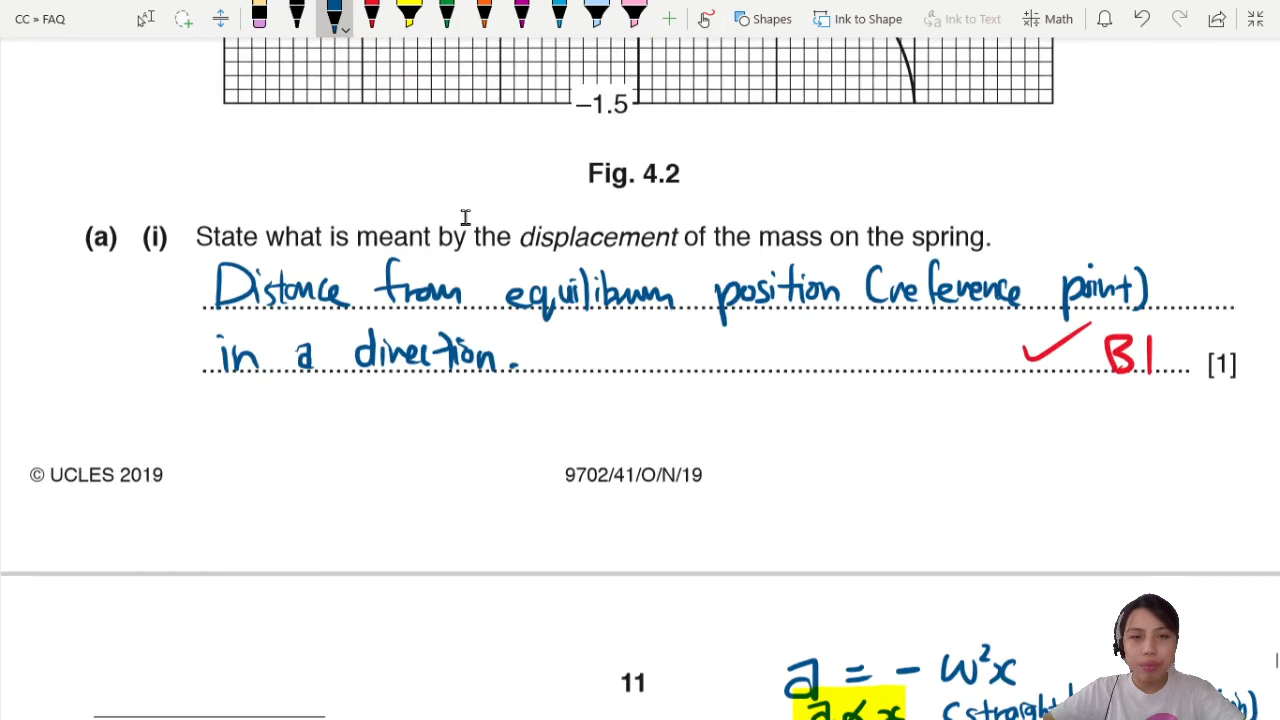 CC » FAQ Shapes Ink to Shape Ink to Text Math
−1.5
Fig. 4.2
(a) (i) State what is meant by the displacement of the mass on the spring.
Distance from equilibum position (reference point)
in a direction. B1 [1]
© UCLES 2019 9702/41/O/N/19
a = - ω²x
11
a ∝ x (straight